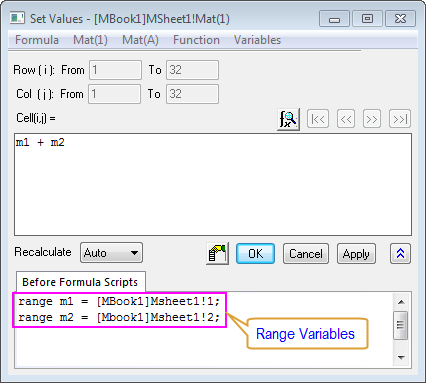 Set Values - [MBook1]MSheet1!Mat(1)
Formula Mat(1) Mat(A) Function Variables
Row ( i ): From 1 To 32
Col ( j ): From 1 To 32
Cell(i,j) =
|<< << >> >>|
m1 + m2
Recalculate Auto OK Cancel Apply
Before Formula Scripts
range m1 = [MBook1]Msheet1!1;
range m2 = [Mbook1]Msheet1!2;
Range Variables